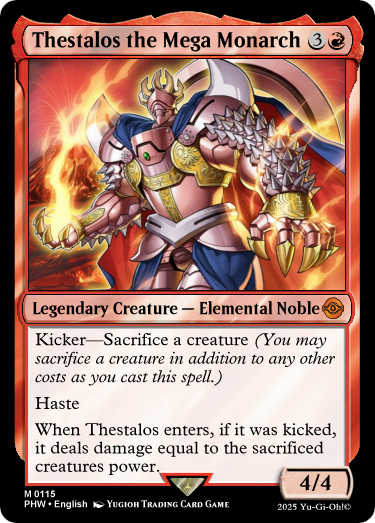 Thestalos the Mega Monarch 3
Legendary Creature — Elemental Noble
Kicker—Sacrifice a creature (You may
sacrifice a creature in addition to any other
costs as you cast this spell.)
Haste
When Thestalos enters, if it was kicked,
it deals damage equal to the sacrificed
creatures power.
4/4
M 0115
PHW • English Yugioh Trading Card Game
2025 Yu-Gi-Oh!©